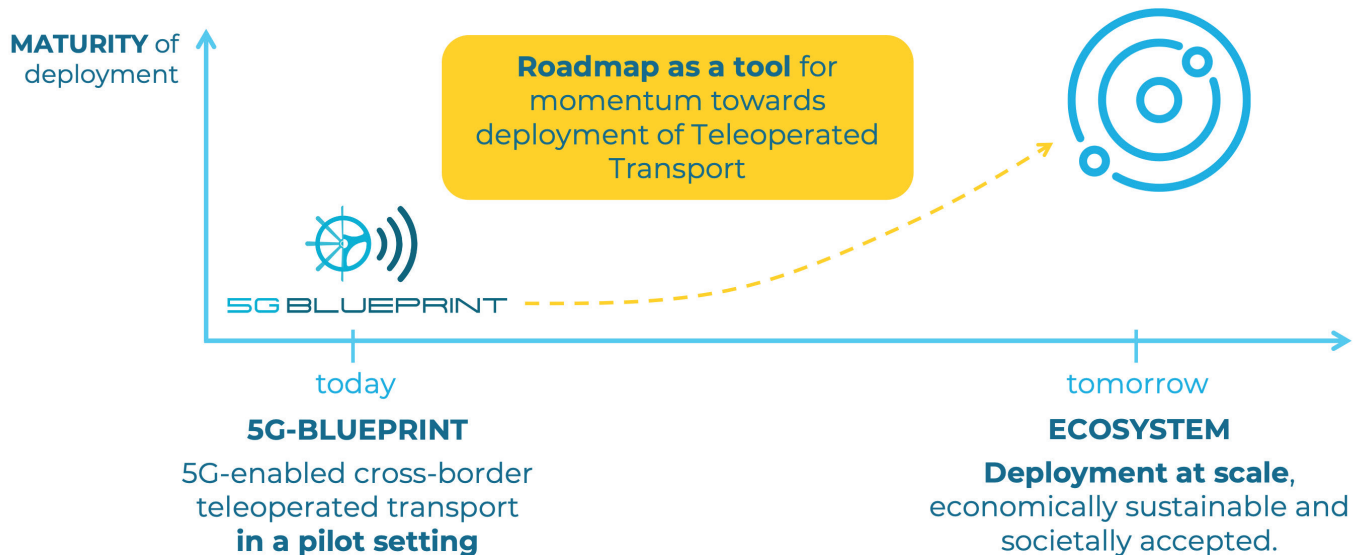 MATURITY of
deployment
Roadmap as a tool for
momentum towards
deployment of Teleoperated
Transport
5G BLUEPRINT
today
5G-BLUEPRINT
5G-enabled cross-border
teleoperated transport
in a pilot setting
tomorrow
ECOSYSTEM
Deployment at scale,
economically sustainable and
societally accepted.